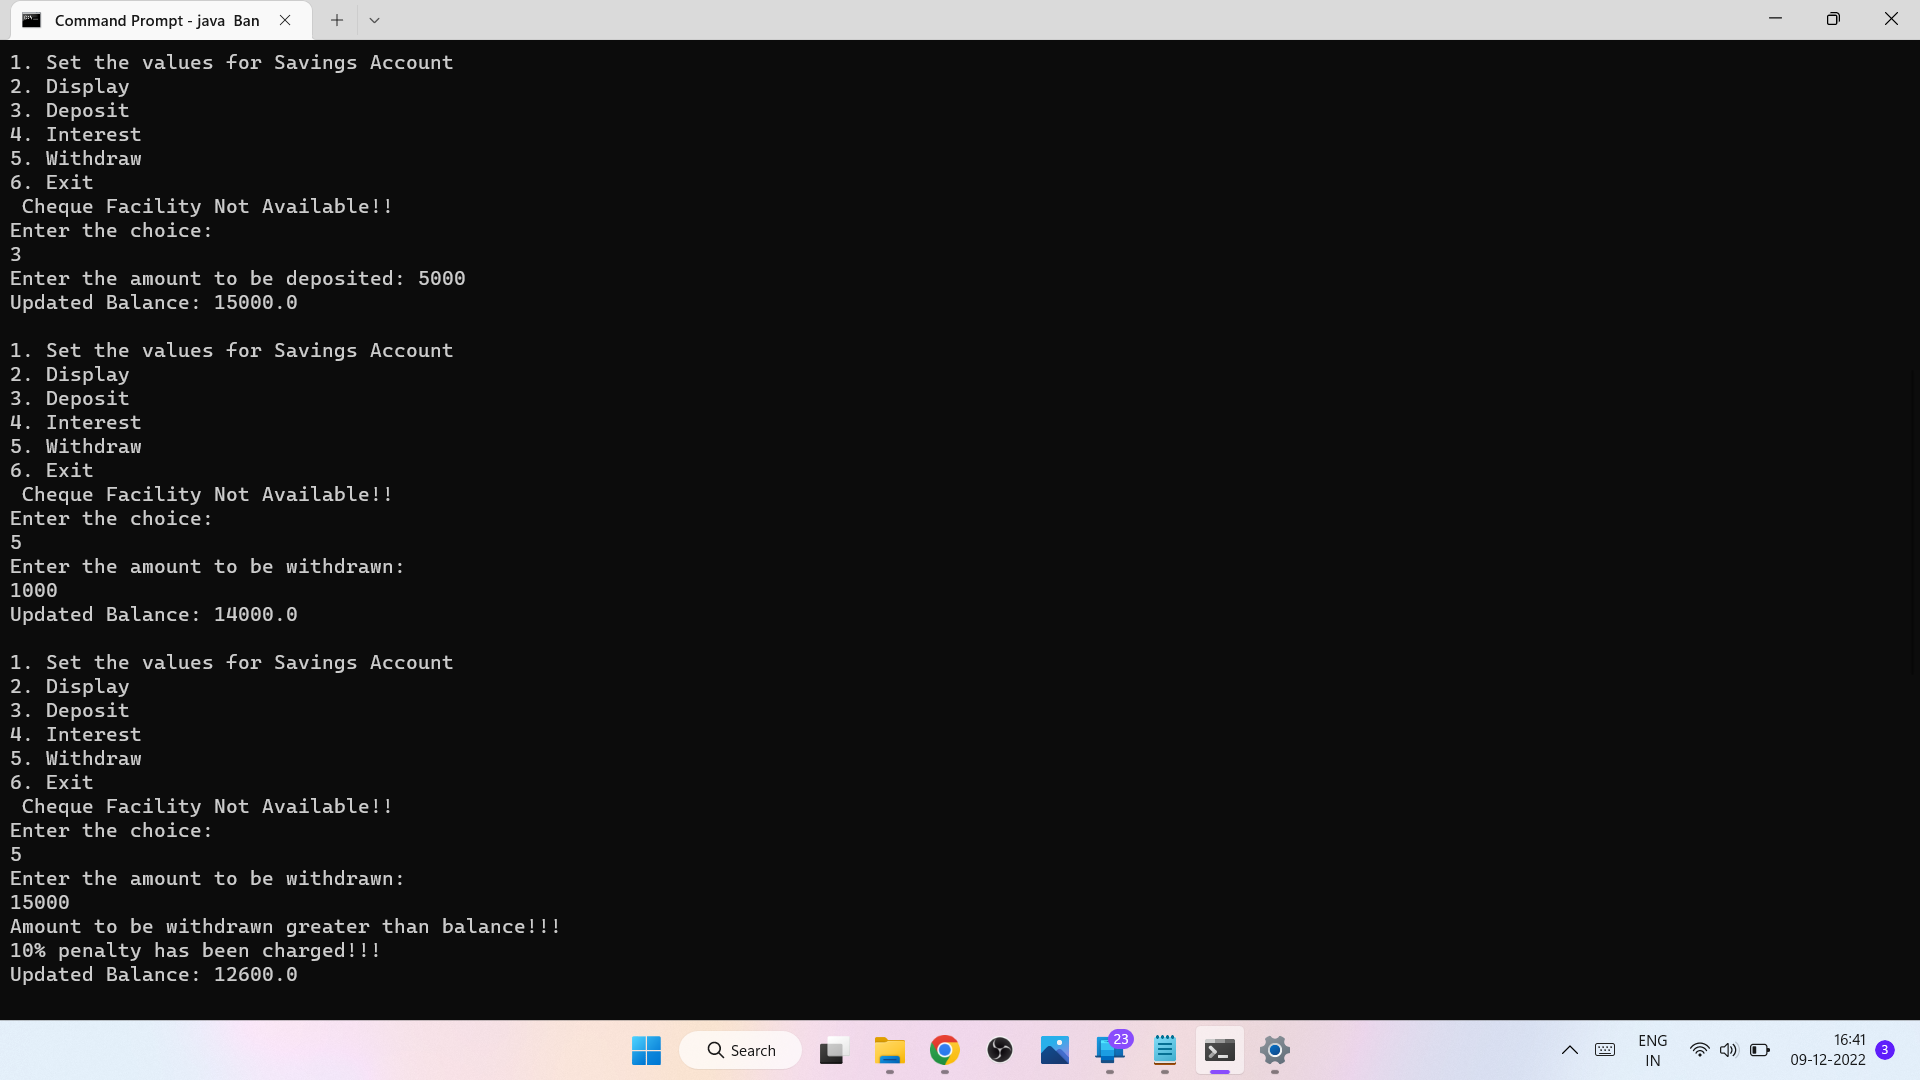 Command Prompt - java  Ban
1. Set the values for Savings Account
2. Display
3. Deposit
4. Interest
5. Withdraw
6. Exit
 Cheque Facility Not Available!!
Enter the choice:
3
Enter the amount to be deposited: 5000
Updated Balance: 15000.0
1. Set the values for Savings Account
2. Display
3. Deposit
4. Interest
5. Withdraw
6. Exit
 Cheque Facility Not Available!!
Enter the choice:
5
Enter the amount to be withdrawn:
1000
Updated Balance: 14000.0
1. Set the values for Savings Account
2. Display
3. Deposit
4. Interest
5. Withdraw
6. Exit
 Cheque Facility Not Available!!
Enter the choice:
5
Enter the amount to be withdrawn:
15000
Amount to be withdrawn greater than balance!!!
10% penalty has been charged!!!
Updated Balance: 12600.0
Search
23
ENG
IN
16:41
09-12-2022
3